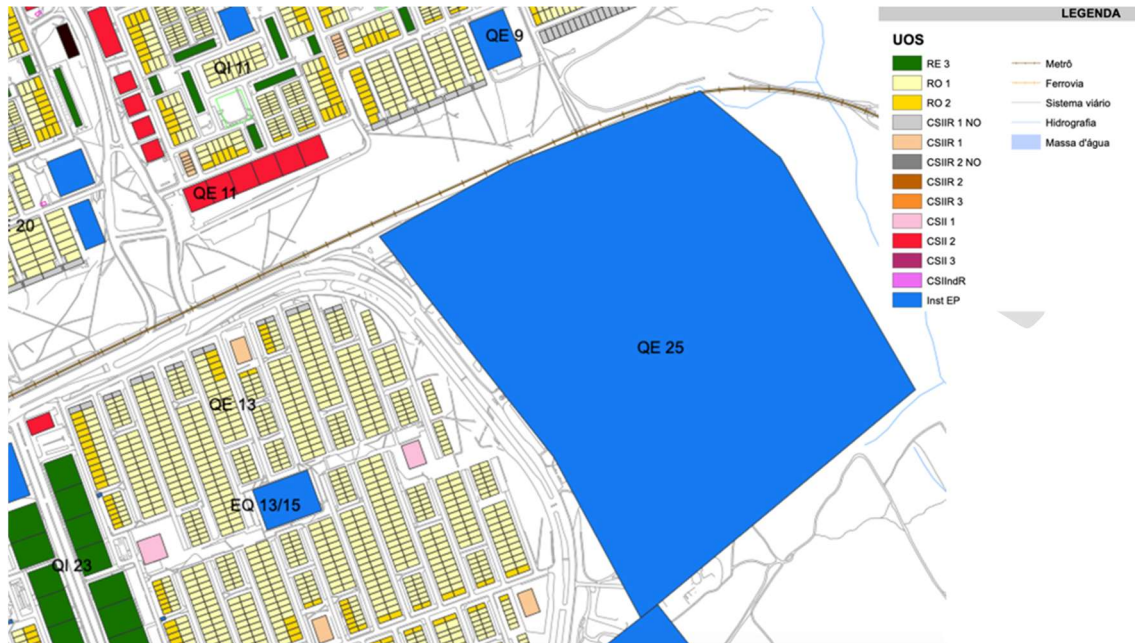 LEGENDA
UOS
RE 3
RO 1
RO 2
CSIIR 1 NO
CSIIR 1
CSIIR 2 NO
CSIIR 2
CSIIR 3
CSII 1
CSII 2
CSII 3
CSIIndR
Inst EP
Metrô
Ferrovia
Sistema viário
Hidrografia
Massa d'água
QE 9
QI 11
QE 11
20
QE 25
QE 13
EQ 13/15
QI 23